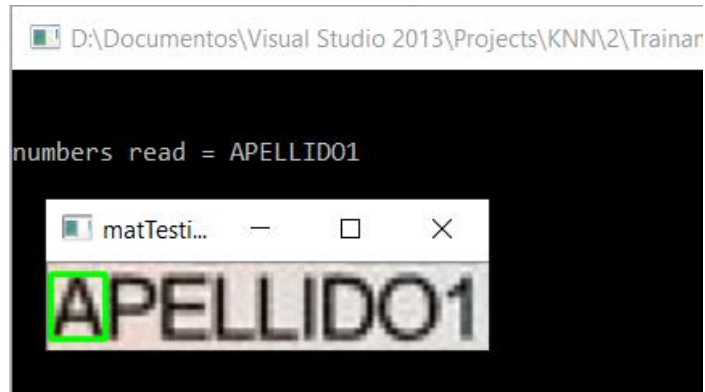 D:\Documentos\Visual Studio 2013\Projects\KNN\2\Trainar
numbers read = APELLIDO1
matTesti...
APELLIDO1